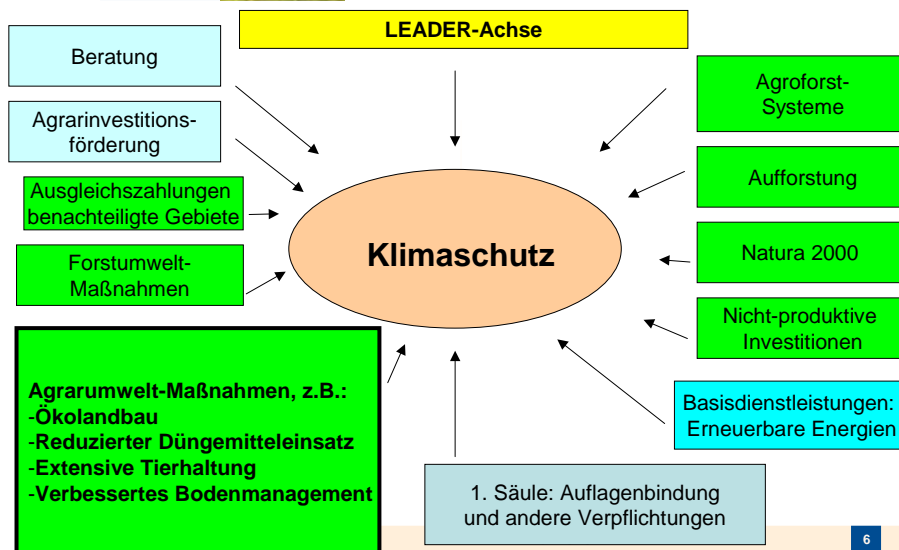 LEADER-Achse
Beratung
Agrarinvestitions-
förderung
Ausgleichszahlungen
benachteiligte Gebiete
Forstumwelt-
Maßnahmen
Agrarumwelt-Maßnahmen, z.B.:
-Ökolandbau
-Reduzierter Düngemitteleinsatz
-Extensive Tierhaltung
-Verbessertes Bodenmanagement
Klimaschutz
Agroforst-
Systeme
Aufforstung
Natura 2000
Nicht-produktive
Investitionen
Basisdienstleistungen:
Erneuerbare Energien
1. Säule: Auflagenbindung
und andere Verpflichtungen
6